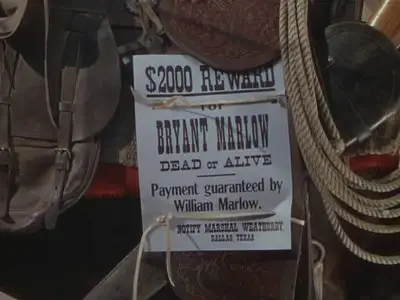 $2000 REWARD
FOR
BRYANT MARLOW
DEAD or ALIVE
Payment guaranteed by
William Marlow.
NOTIFY MARSHAL WEATHERBY
DALLAS, TEXAS